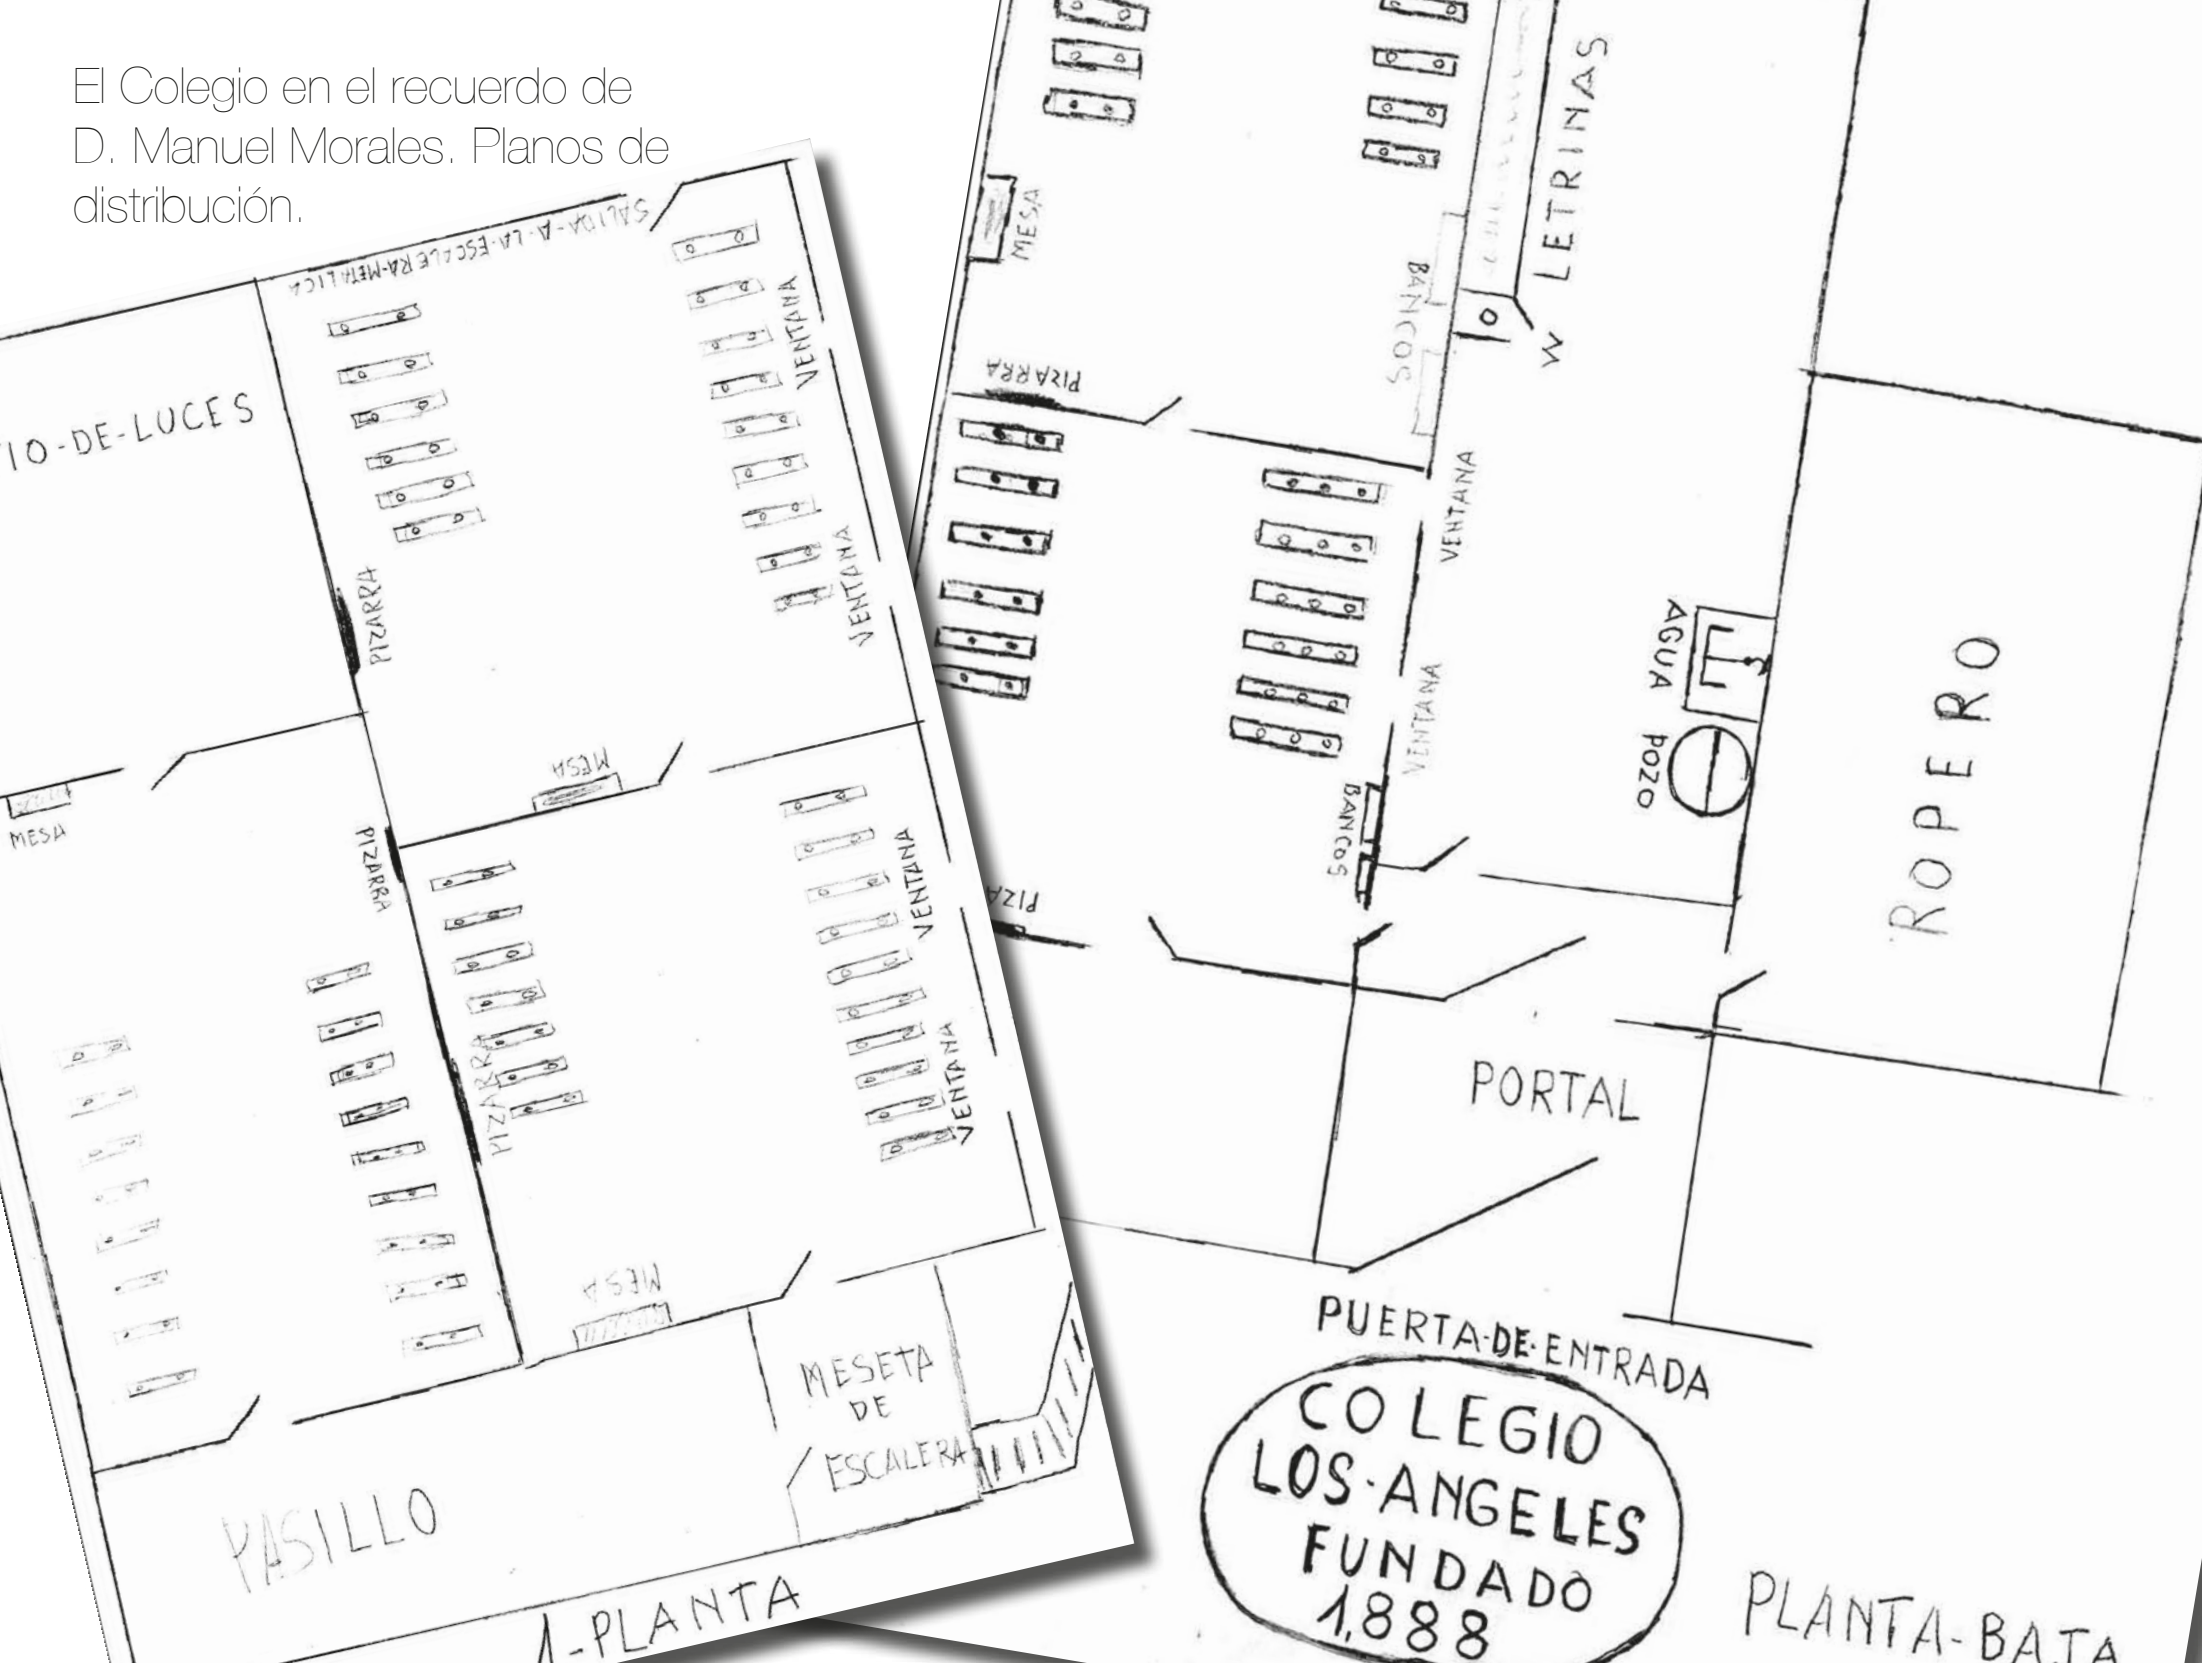 El Colegio en el recuerdo de
D. Manuel Morales. Planos de
distribución.
SALIDA-A-LA-ESCALERA-METALICA
IO-DE-LUCES
VENTANA
VENTANA
PIZARRA
MESA
MESA
PIZARRA
VENTANA
PIZARRA
VENTANA
MESA
MESETA
DE
ESCALERA
PASILLO
1-PLANTA
LETRINAS
MESA
BANCOS
W
PIZARRA
VENTANA
AGUA
VENTANA
POZO
BANCOS
ROPERO
PIZA
PORTAL
PUERTA-DE-ENTRADA
COLEGIO
LOS-ANGELES
FUNDADO
1,888
PLANTA-BAJA